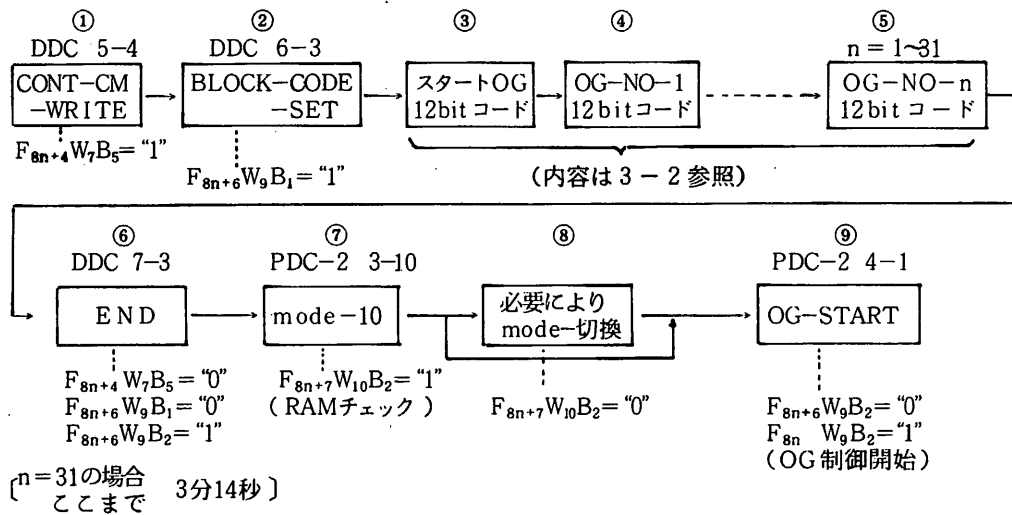 ① ② ③ ④ ⑤
DDC 5-4 DDC 6-3 n = 1~31
CONT-CM
-WRITE
BLOCK-CODE
-SET
スタートOG
12bitコード
OG-NO-1
12bitコード
OG-NO-n
12bitコード
F8n+4W7B5= “1”
F8n+6W9B1= “1”
(内容は3-2参照)
⑥ ⑦ ⑧ ⑨
DDC 7-3 PDC-2 3-10 PDC-2 4-1
END
mode-10
必要により
mode-切換
OG-START
F8n+4 W7B5= “0”
F8n+6W9B1= “0”
F8n+6W9B2= “1”
F8n+7W10B2= “1”
(RAMチェック)
F8n+7W10B2= “0”
F8n+6W9B2= “0”
F8n W9B2= “1”
(OG制御開始)
〔n=31の場合
ここまで 3分14秒〕